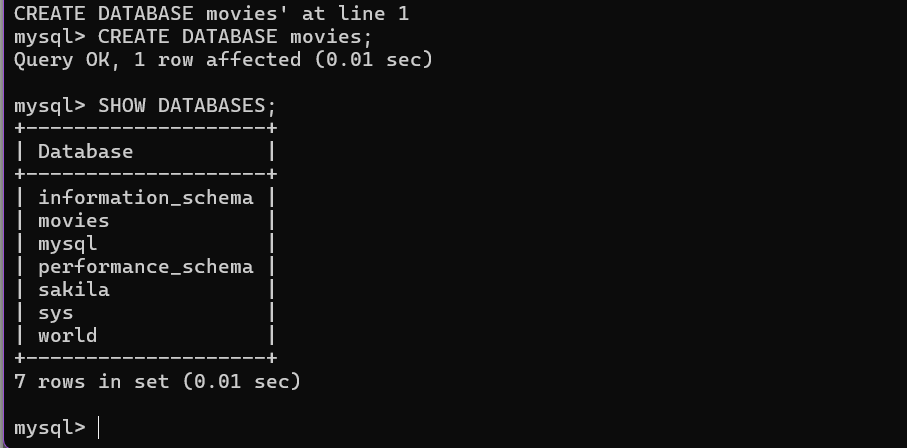 CREATE DATABASE movies' at line 1
mysql> CREATE DATABASE movies;
Query OK, 1 row affected (0.01 sec)
mysql> SHOW DATABASES;
+--------------------+
| Database           |
+--------------------+
| information_schema |
| movies             |
| mysql              |
| performance_schema |
| sakila             |
| sys                |
| world              |
+--------------------+
7 rows in set (0.01 sec)
mysql>